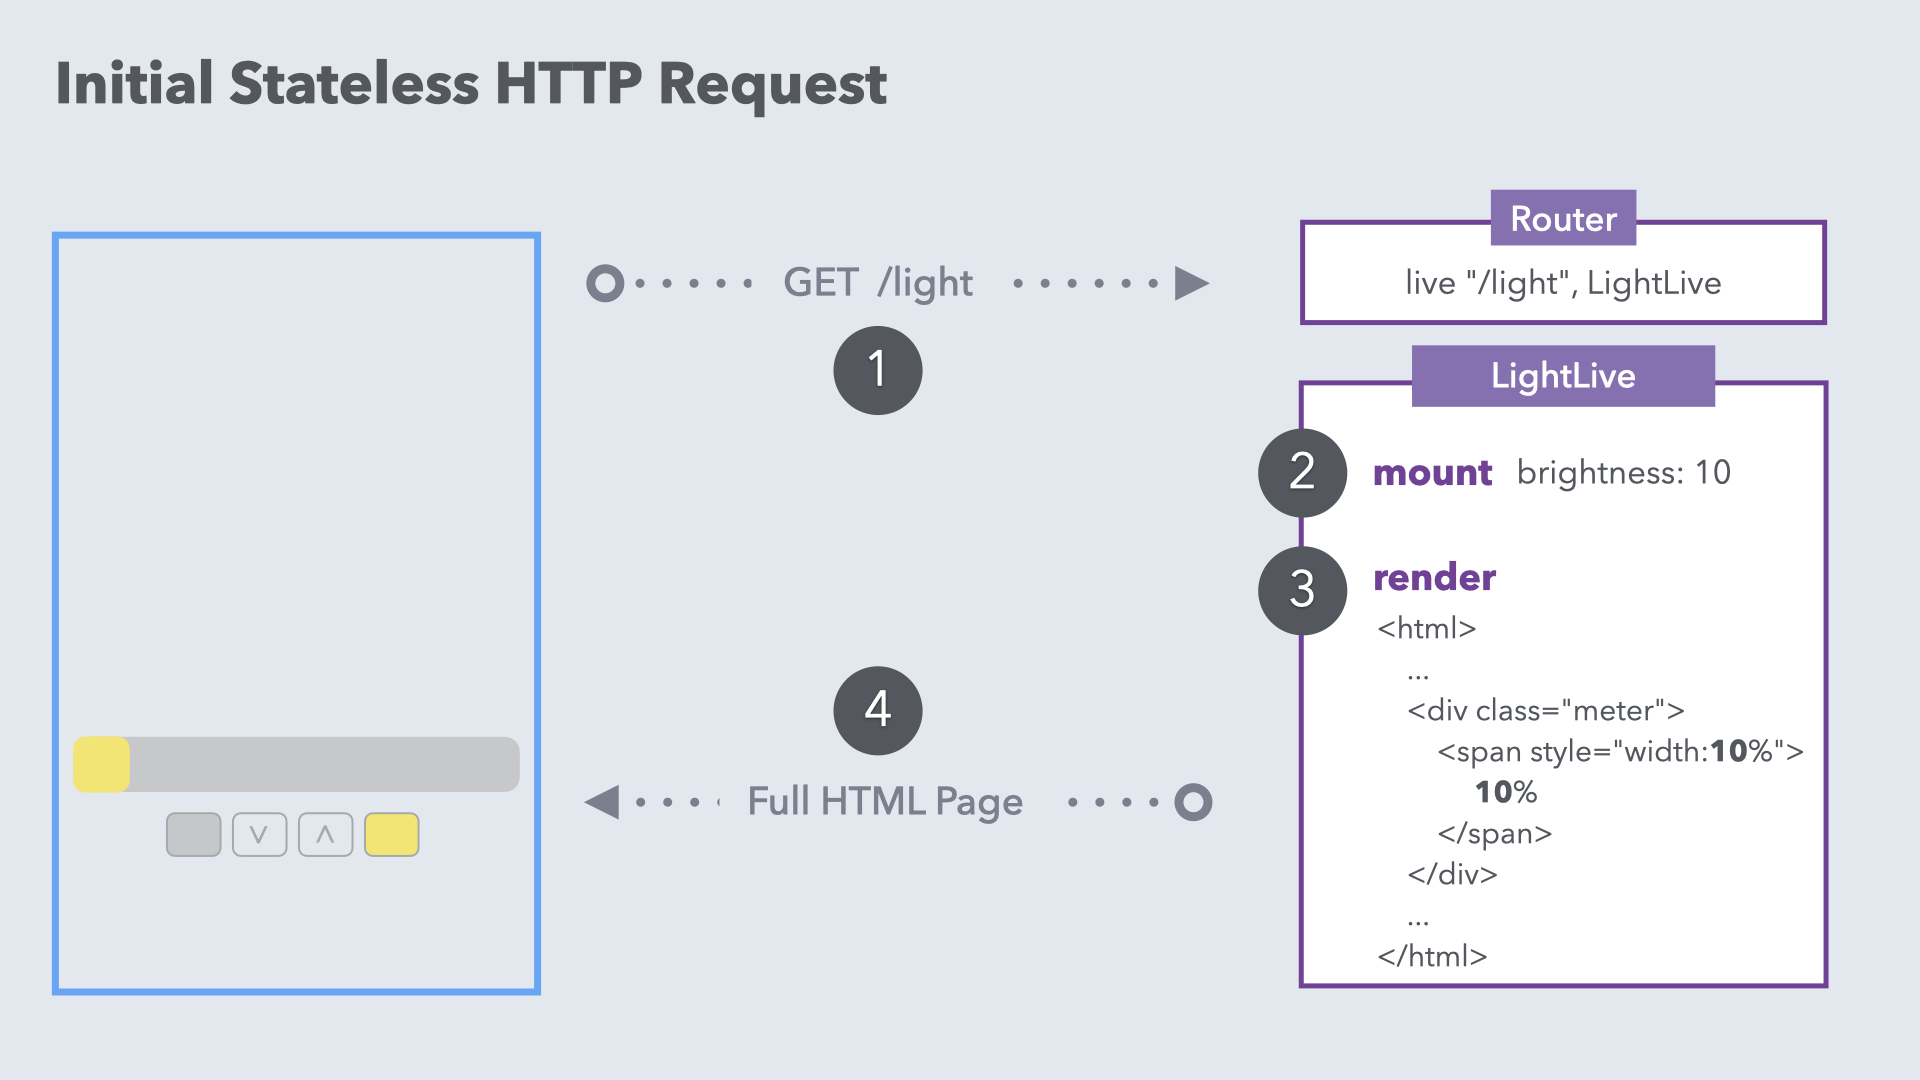 Initial Stateless HTTP Request
GET /light
1
Router
live "/light", LightLive
LightLive
2
mount brightness: 10
3
render
<html>
...
<div class="meter">
<span style="width:10%">
10%
</span>
</div>
...
</html>
4
Full HTML Page
∨
∧